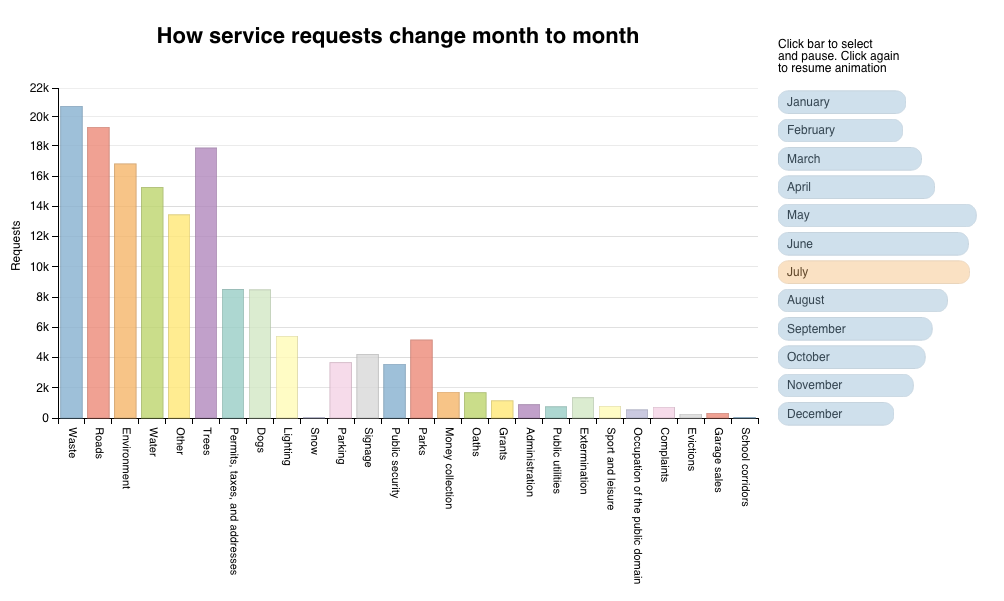 How service requests change month to month
Click bar to select
and pause. Click again
to resume animation
January
February
March
April
May
June
July
August
September
October
November
December
Requests
22k
20k
18k
16k
14k
12k
10k
8k
6k
4k
2k
0
Waste
Roads
Environment
Water
Other
Trees
Permits, taxes, and addresses
Dogs
Lighting
Snow
Parking
Signage
Public security
Parks
Money collection
Oaths
Grants
Administration
Public utilities
Extermination
Sport and leisure
Occupation of the public domain
Complaints
Evictions
Garage sales
School corridors